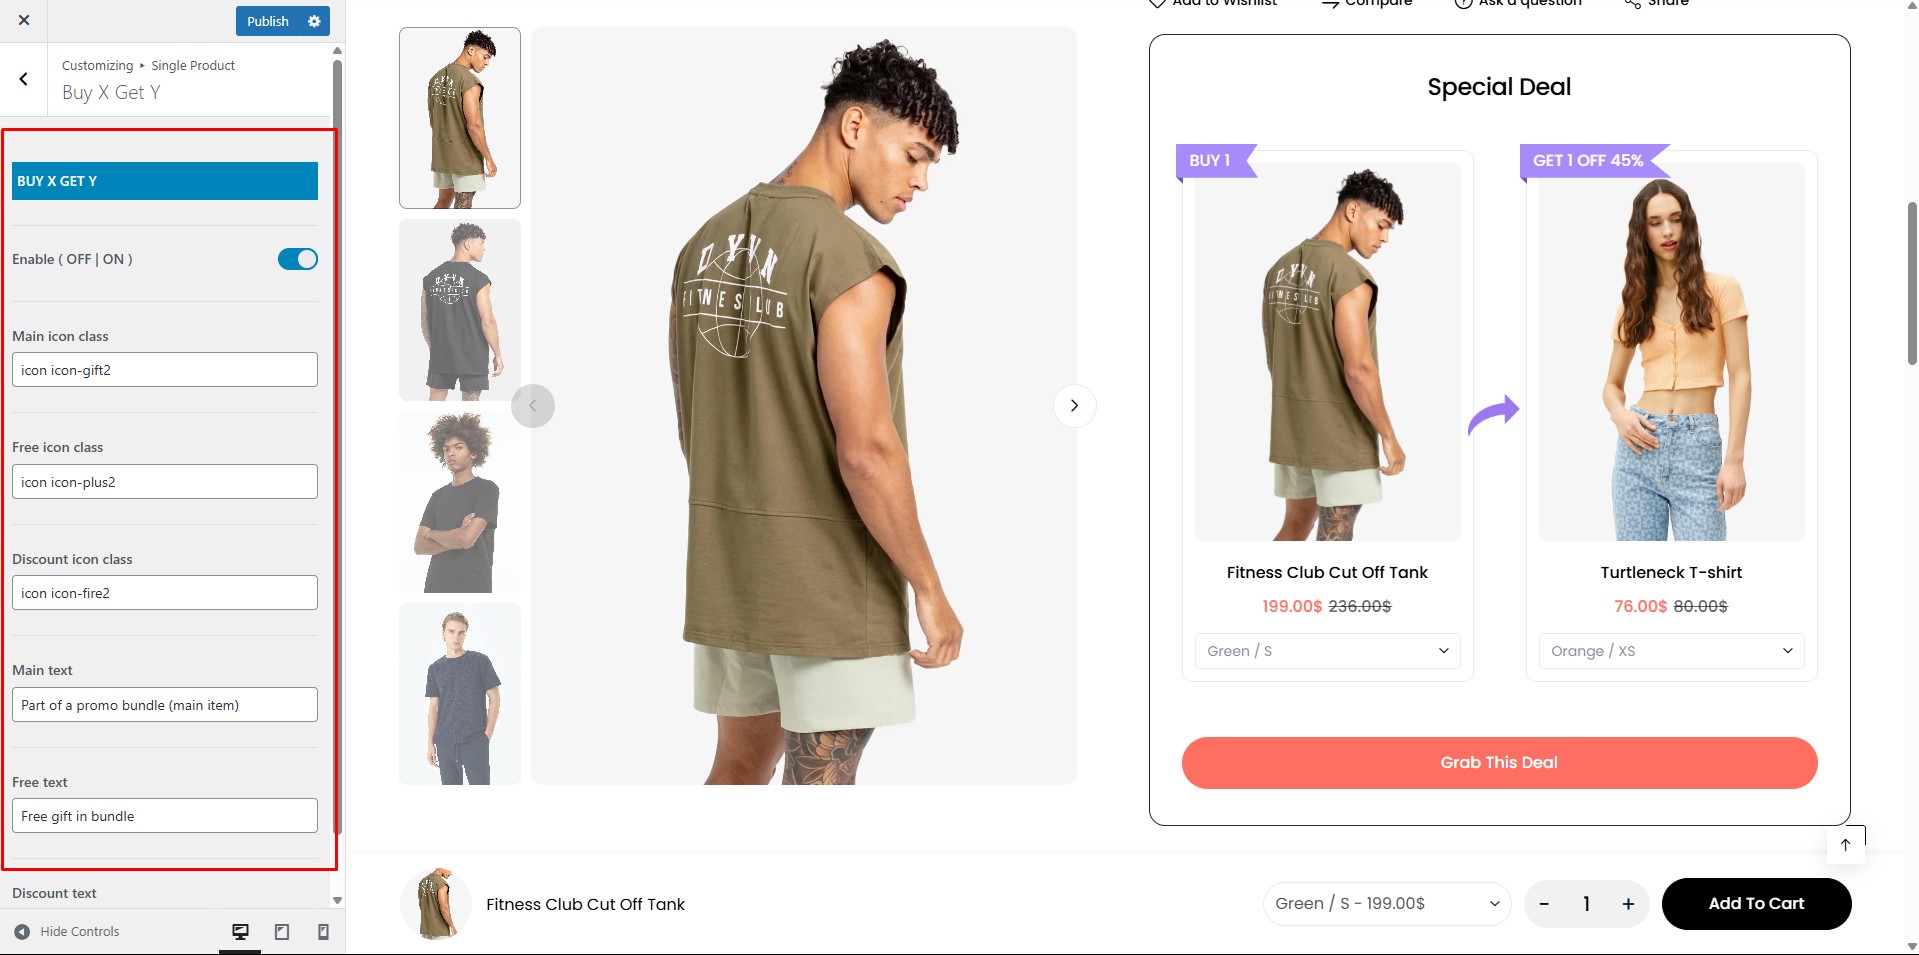 Publish
Customizing ▸ Single Product
Buy X Get Y
BUY X GET Y
Enable ( OFF | ON )
Main icon class
icon icon-gift2
Free icon class
icon icon-plus2
Discount icon class
icon icon-fire2
Main text
Part of a promo bundle (main item)
Free text
Free gift in bundle
Discount text
Hide Controls
Add to Wishlist
Compare
Ask a question
Share
Special Deal
BUY 1
GET 1 OFF 45%
Fitness Club Cut Off Tank
199.00$ 236.00$
Green / S
Turtleneck T-shirt
76.00$ 80.00$
Orange / XS
Grab This Deal
Fitness Club Cut Off Tank
Green / S - 199.00$
- 1 +
Add To Cart